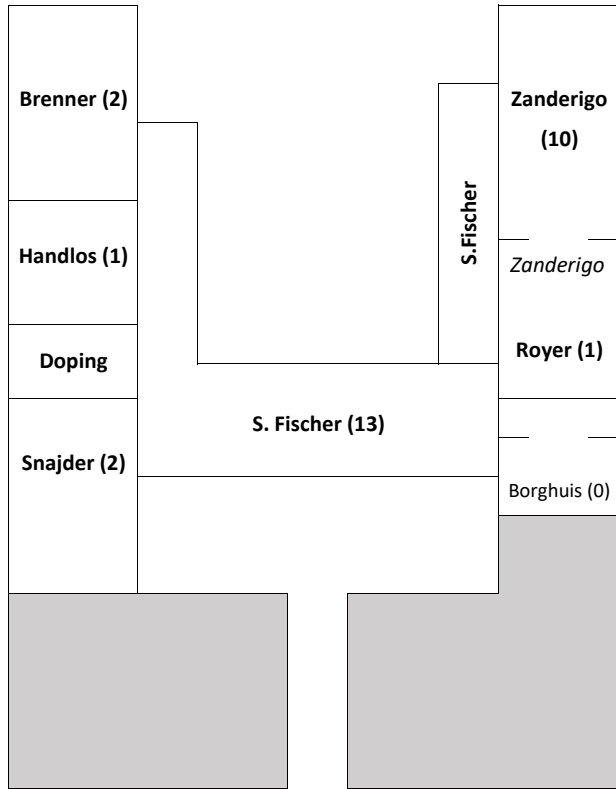 Brenner (2)
Zanderigo
(10)
S.Fischer
Handlos (1)
Zanderigo
Doping
Royer (1)
S. Fischer (13)
Snajder (2)
Borghuis (0)